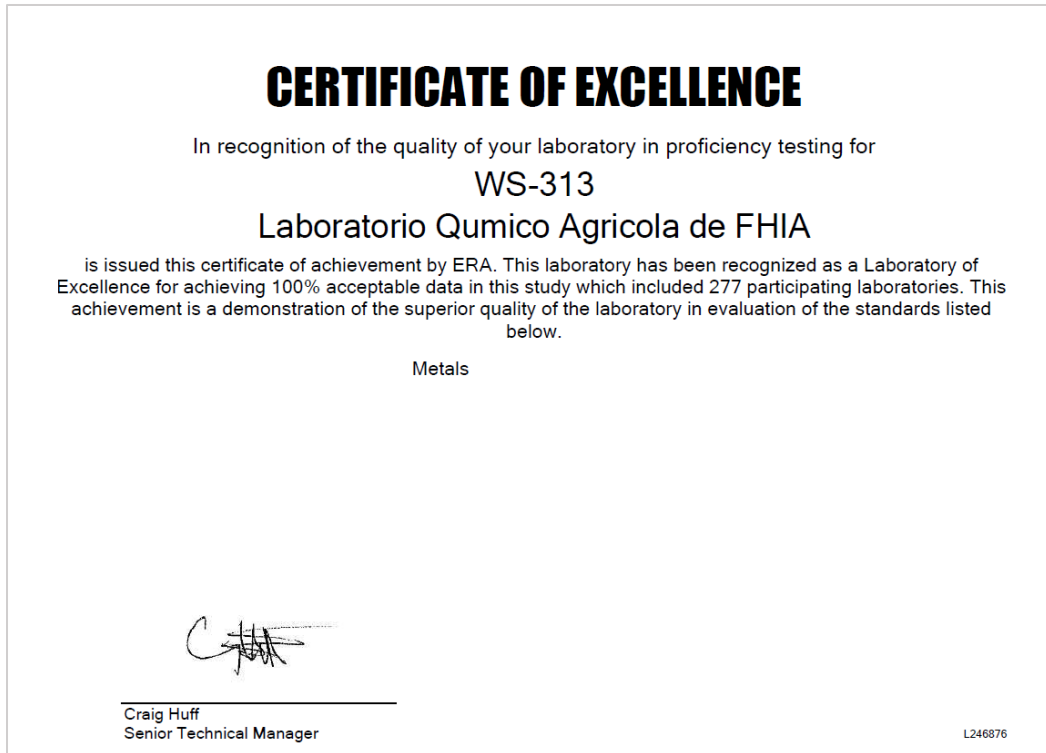 CERTIFICATE OF EXCELLENCE
In recognition of the quality of your laboratory in proficiency testing for
WS-313
Laboratorio Qumico Agricola de FHIA
is issued this certificate of achievement by ERA. This laboratory has been recognized as a Laboratory of
Excellence for achieving 100% acceptable data in this study which included 277 participating laboratories. This
achievement is a demonstration of the superior quality of the laboratory in evaluation of the standards listed
below.
Metals
Craig Huff
Senior Technical Manager
L246876